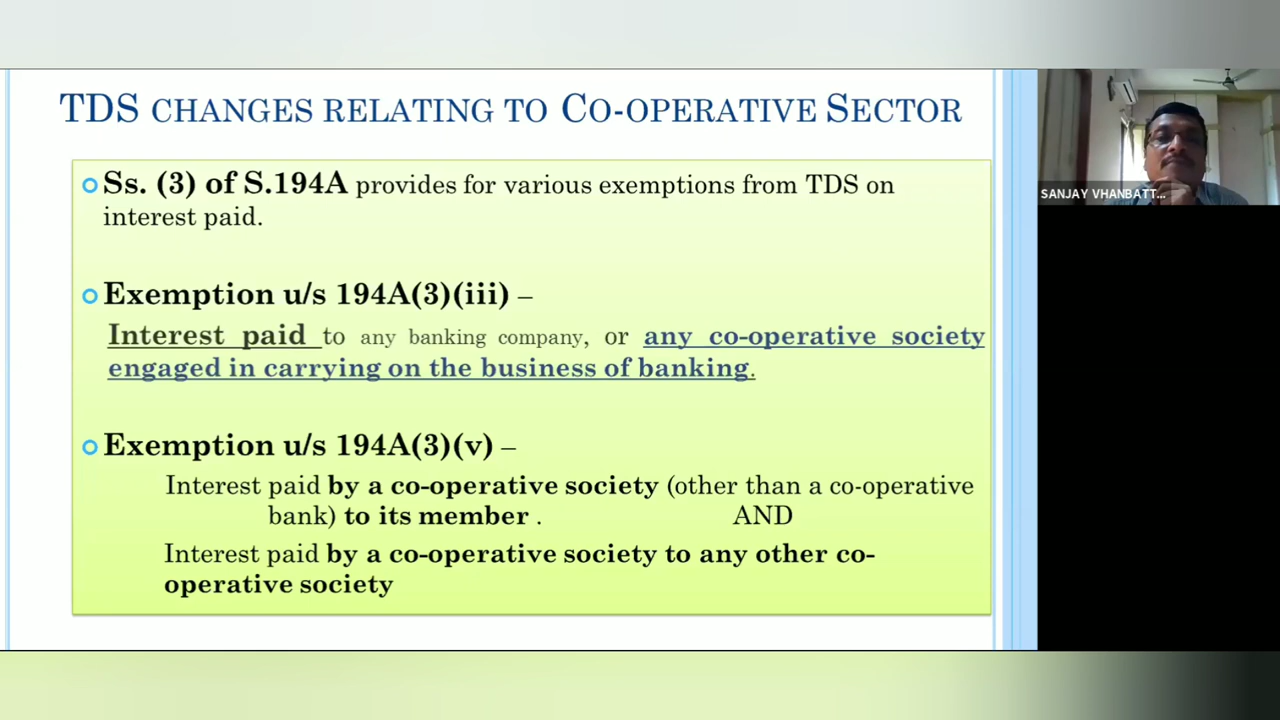 TDS CHANGES RELATING TO CO-OPERATIVE SECTOR
Ss. (3) of S.194A provides for various exemptions from TDS on
interest paid.
Exemption u/s 194A(3)(iii) –
Interest paid to any banking company, or any co-operative society
engaged in carrying on the business of banking.
Exemption u/s 194A(3)(v) –
Interest paid by a co-operative society (other than a co-operative
bank) to its member . AND
Interest paid by a co-operative society to any other co-
operative society
SANJAY VHANBATT...